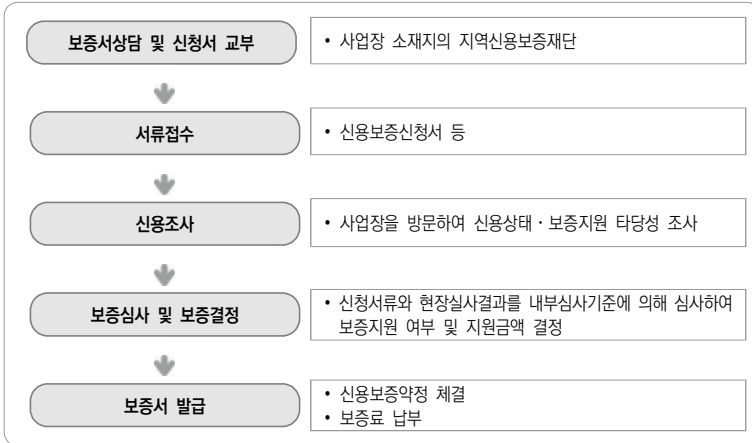 보증서상담 및 신청서 교부
• 사업장 소재지의 지역신용보증재단
서류접수
• 신용보증신청서 등
신용조사
• 사업장을 방문하여 신용상태 · 보증지원 타당성 조사
보증심사 및 보증결정
• 신청서류와 현장실사결과를 내부심사기준에 의해 심사하여
보증지원 여부 및 지원금액 결정
보증서 발급
• 신용보증약정 체결
• 보증료 납부